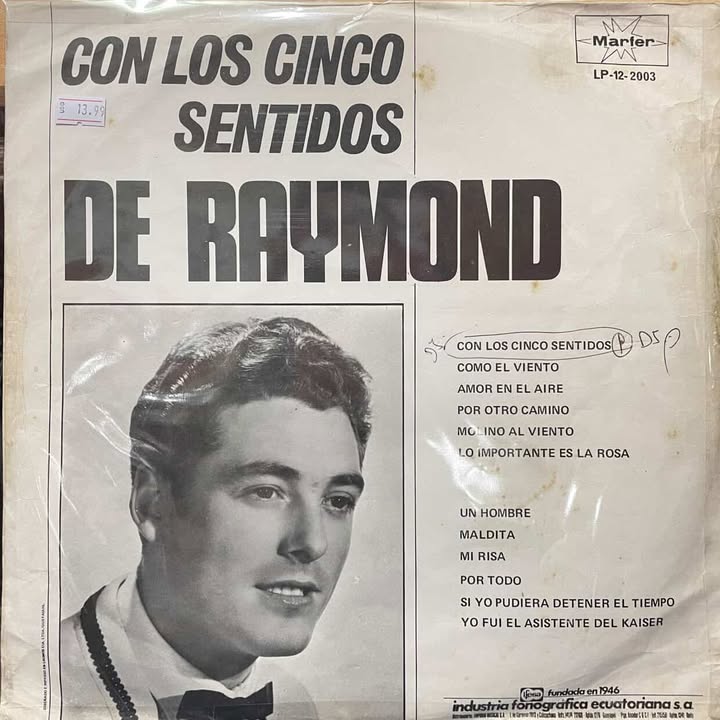 CON LOS CINCO
SENTIDOS
DE RAYMOND
Marfer
LP-12-2003
13.99
CON LOS CINCO SENTIDOS
COMO EL VIENTO
AMOR EN EL AIRE
POR OTRO CAMINO
MOLINO AL VIENTO
LO IMPORTANTE ES LA ROSA
UN HOMBRE
MALDITA
MI RISA
POR TODO
SI YO PUDIERA DETENER EL TIEMPO
YO FUI EL ASISTENTE DEL KAISER
fundada en 1946
industria fonográfica ecuatoriana s.a.